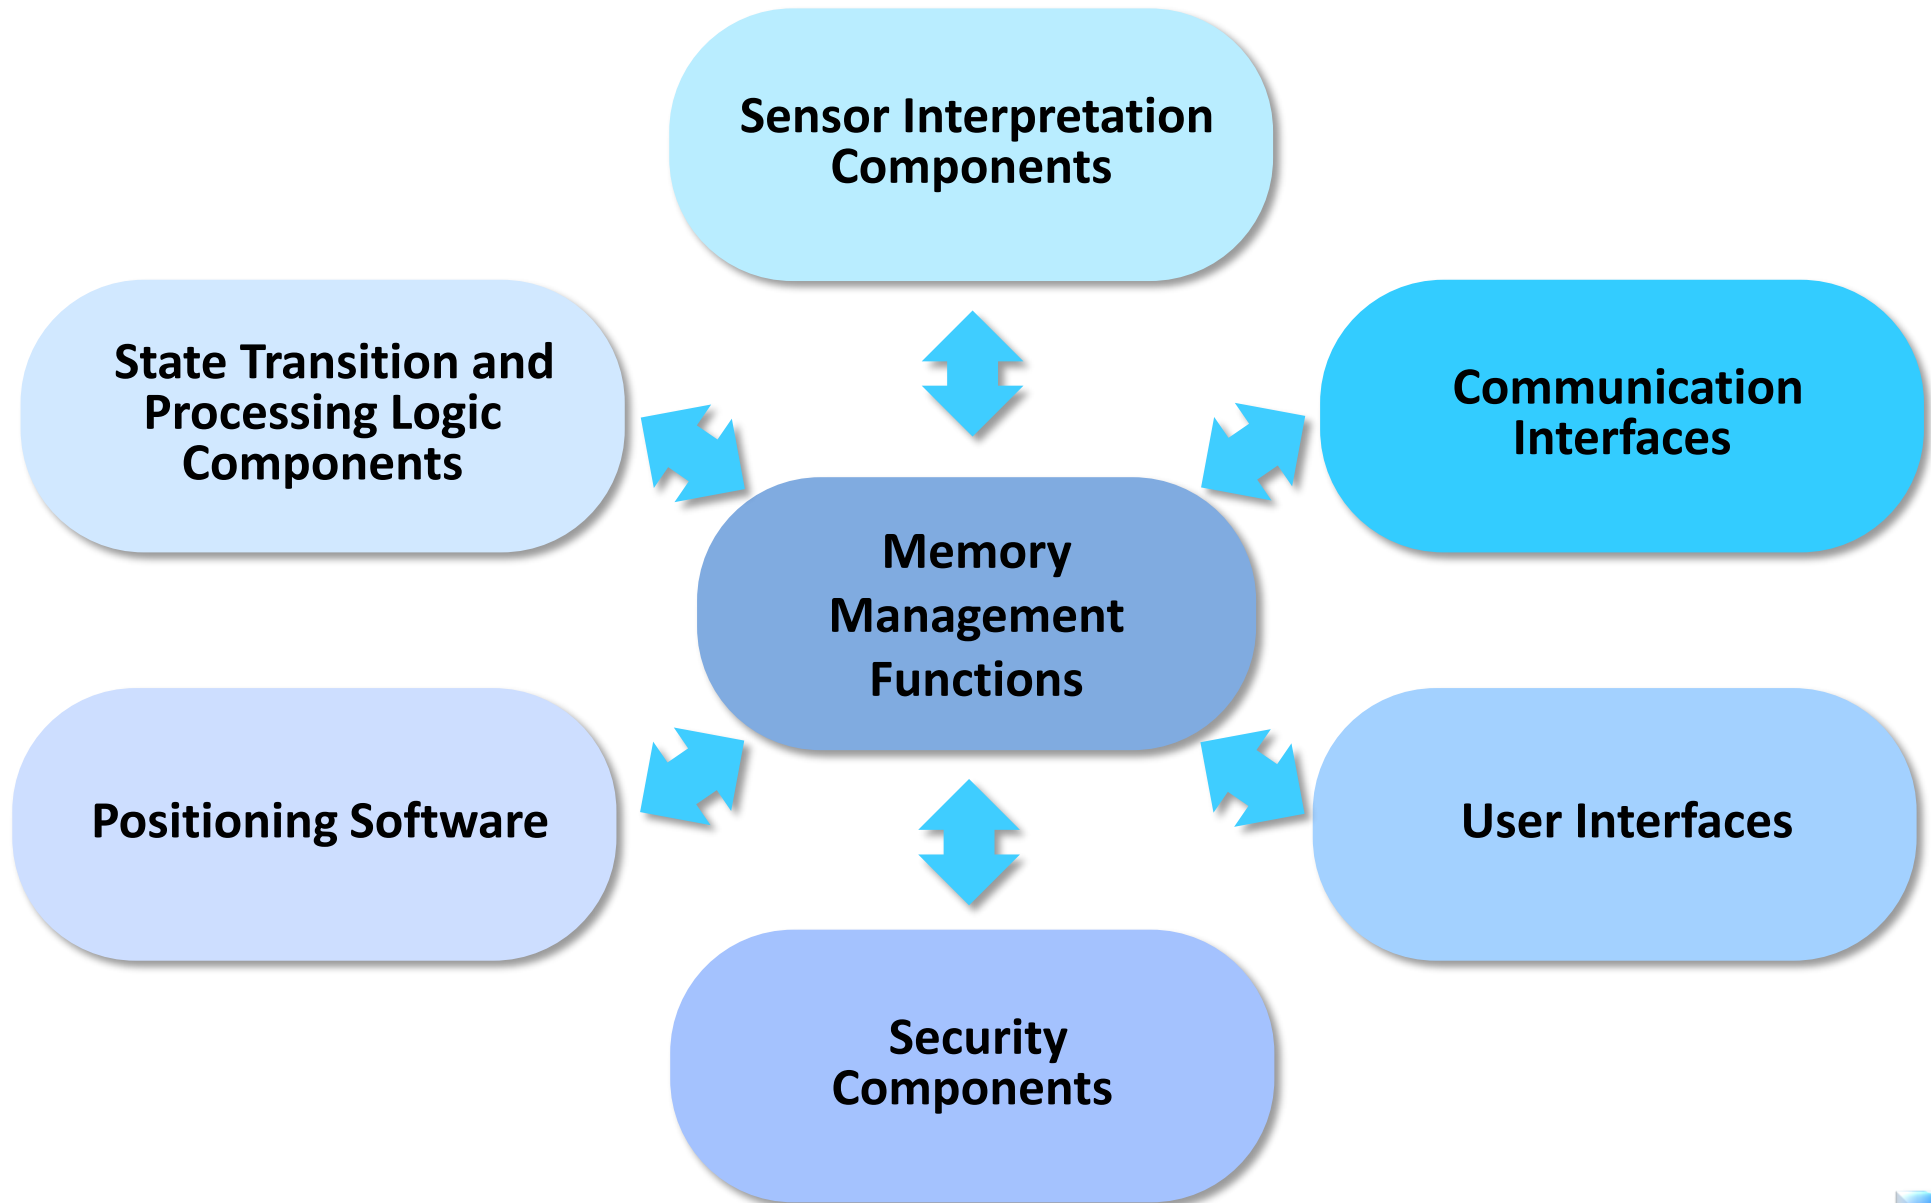 Sensor Interpretation
Components
State Transition and
Processing Logic
Components
Communication
Interfaces
Memory
Management
Functions
Positioning Software
User Interfaces
Security
Components